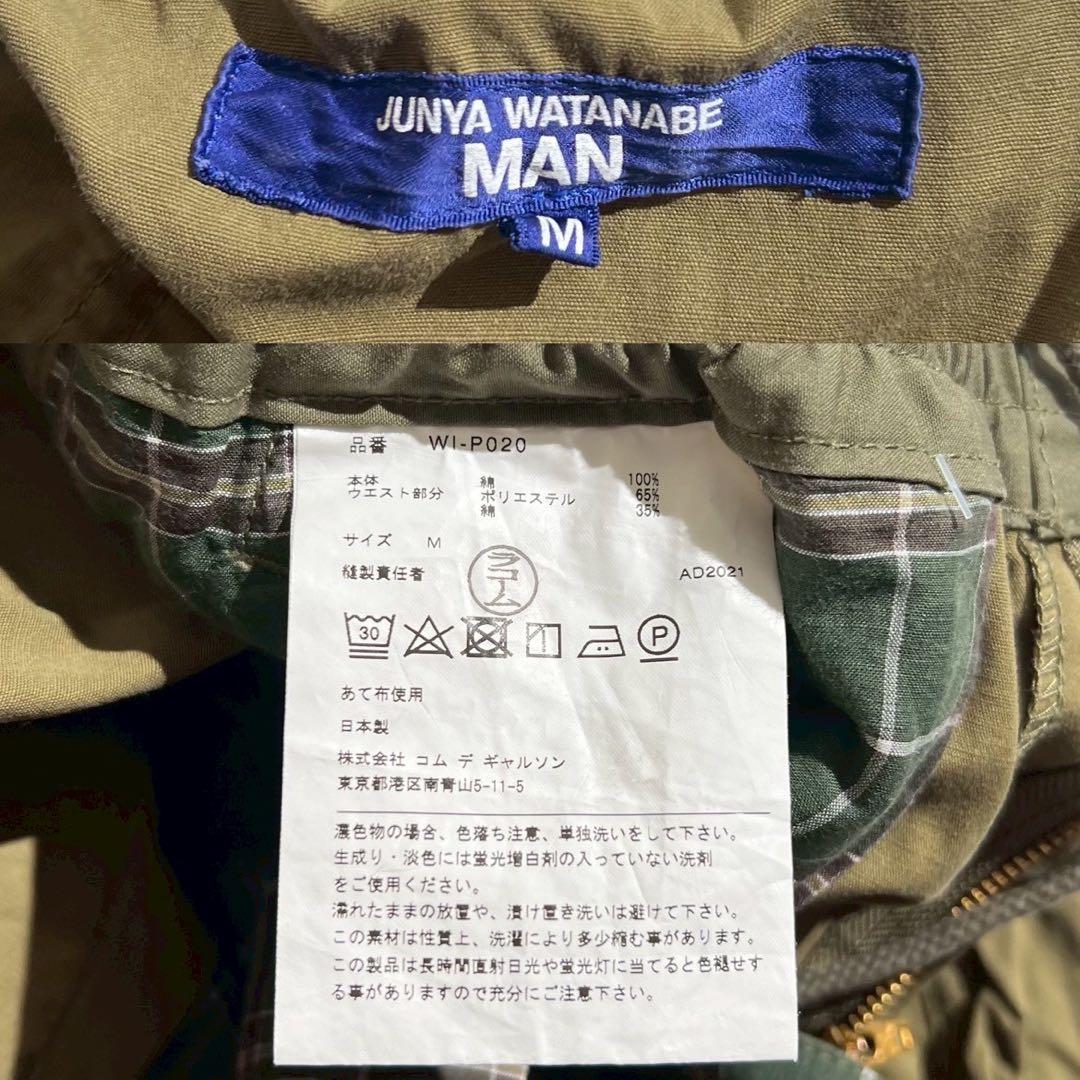 JUNYA WATANABE
MAN
M
品番 WI-P020
本体 綿 100%
ウエスト部分 ポリエステル 65%
綿 35%
サイズ M
縫製責任者 ラコーム AD2021
30 P
あて布使用
日本製
株式会社 コム デ ギャルソン
東京都港区南青山5-11-5
濃色物の場合、色落ち注意、単独洗いをして下さい。
生成り・淡色には蛍光増白剤の入っていない洗剤
をご使用ください。
濡れたままの放置や、漬け置き洗いは避けて下さい。
この素材は性質上、洗濯により多少縮む事があります。
この製品は長時間直射日光や蛍光灯に当てると色褪せす
る事がありますので充分にご注意下さい。